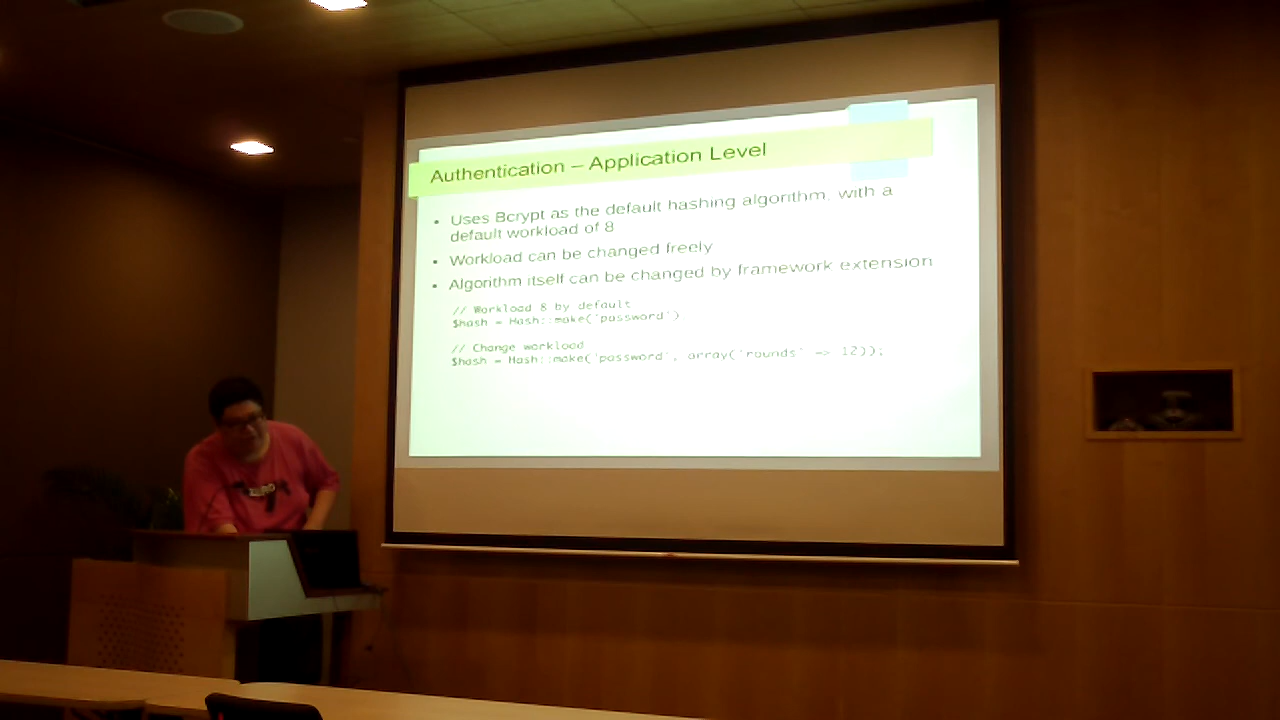 Authentication – Application Level
• Uses Bcrypt as the default hashing algorithm, with a
default workload of 8
• Workload can be changed freely
• Algorithm itself can be changed by framework extension
// Workload 8 by default
$hash = Hash::make('password')
// Change workload
$hash = Hash::make('password', array('rounds' => 12));